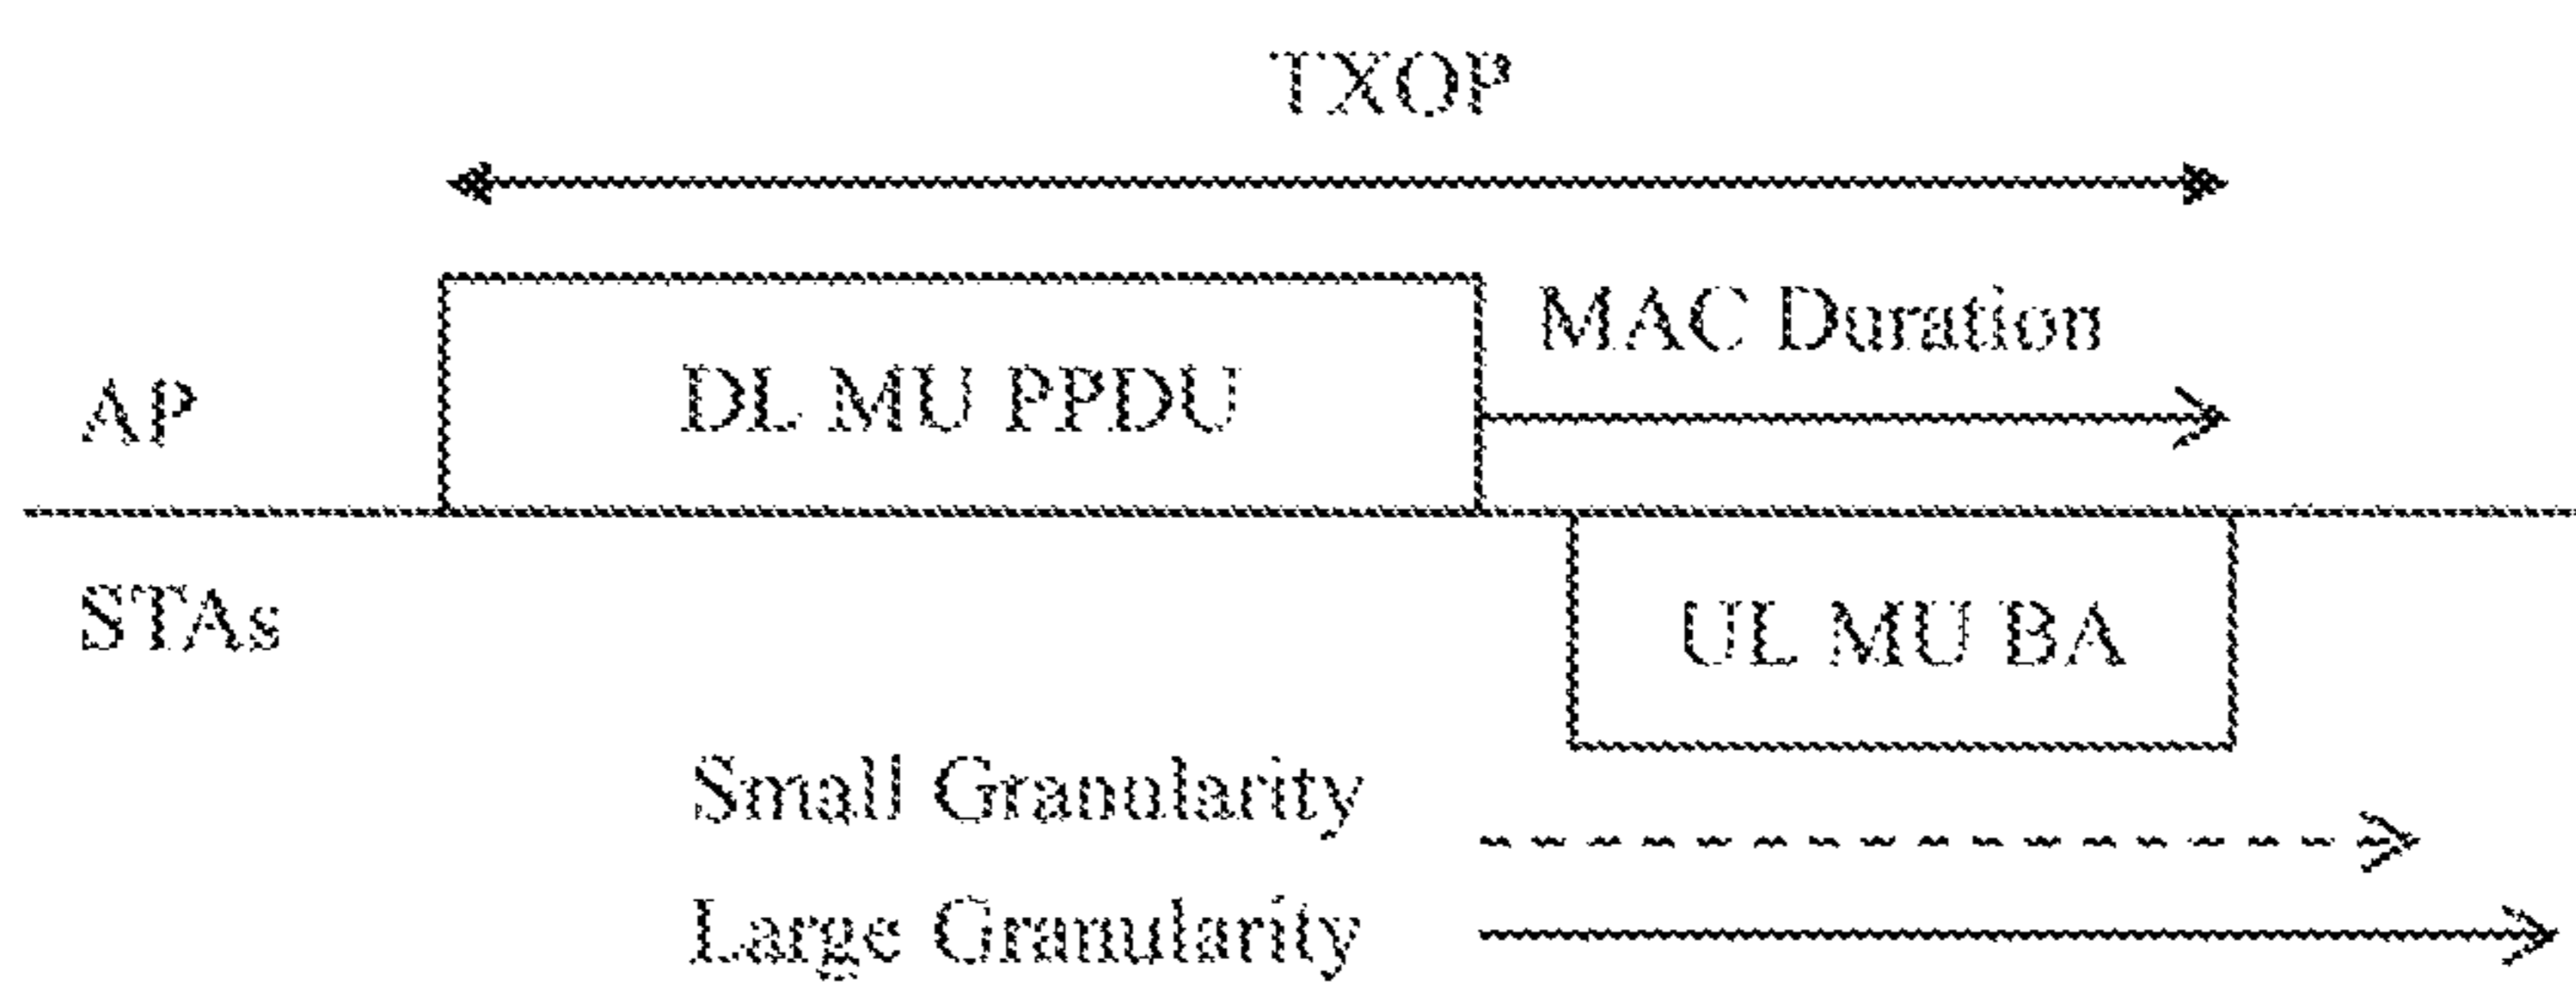 TXOP
MAC Duration
DL MU PPDU
AP
STAs
UL MU BA
Small Granularity
Large Granularity